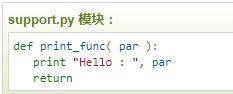 support.py 模块：
def print_func( par ):
   print "Hello : ", par
   return